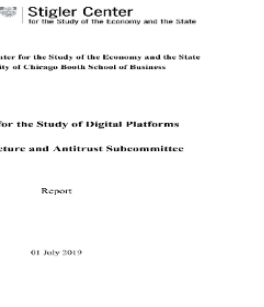 Stigler Center
for the Study of the Economy and the State
nter for the Study of the Economy and the State
ity of Chicago Booth School of Business
for the Study of Digital Platforms
cture and Antitrust Subcommittee
Report
01 July 2019